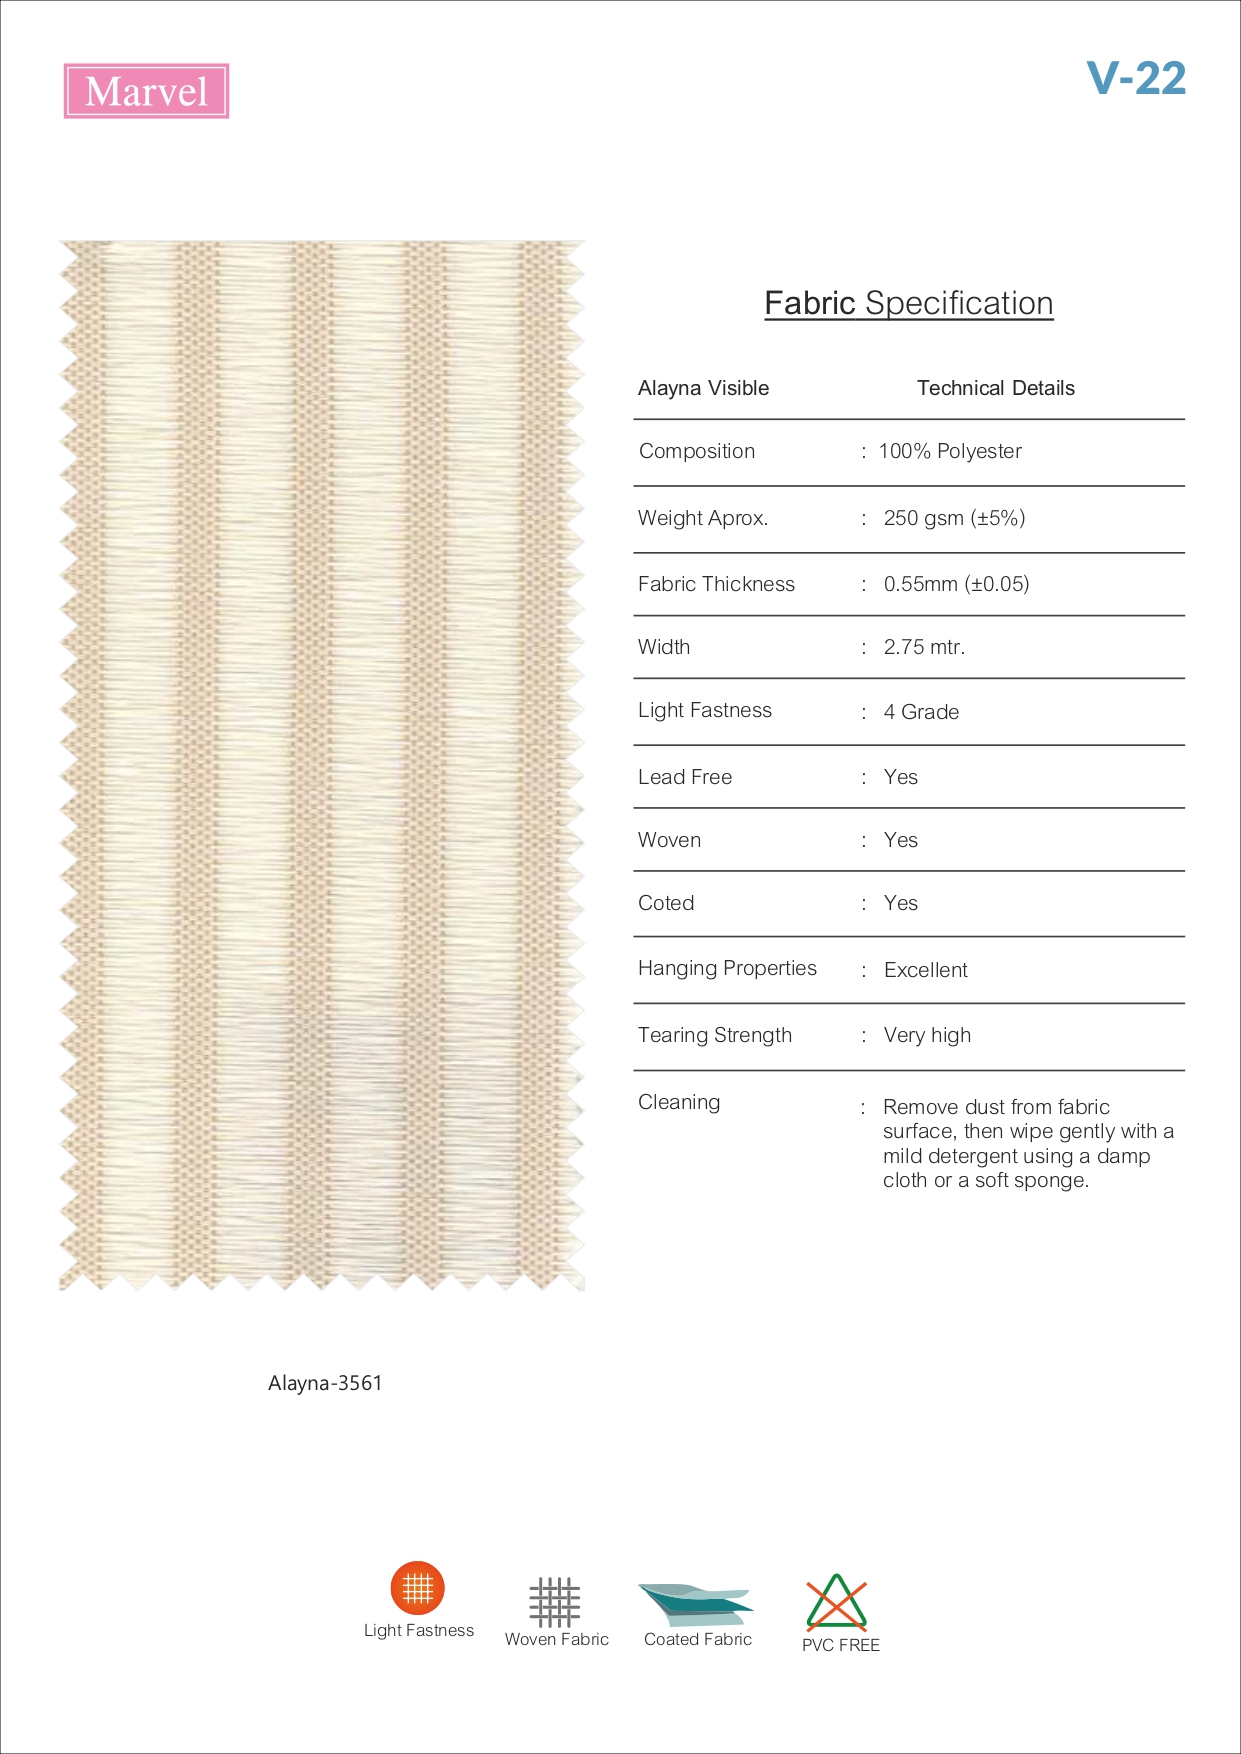 Marvel
V-22
Fabric Specification
Alayna Visible Technical Details
Composition : 100% Polyester
Weight Aprox. : 250 gsm (±5%)
Fabric Thickness : 0.55mm (±0.05)
Width : 2.75 mtr.
Light Fastness : 4 Grade
Lead Free : Yes
Woven : Yes
Coted : Yes
Hanging Properties : Excellent
Tearing Strength : Very high
Cleaning : Remove dust from fabric
surface, then wipe gently with a
mild detergent using a damp
cloth or a soft sponge.
Alayna-3561
Light Fastness
Woven Fabric
Coated Fabric
PVC FREE